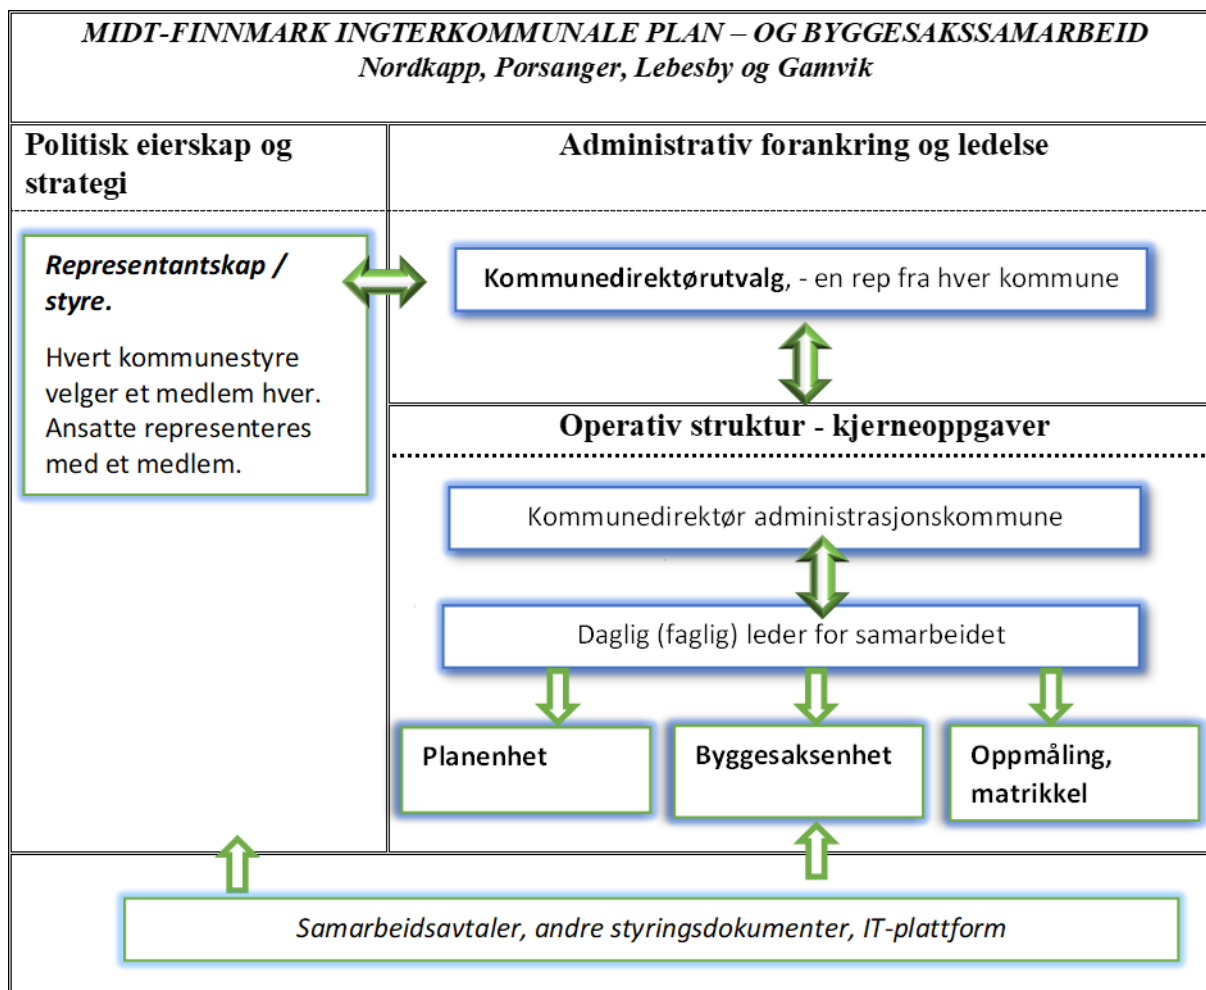 MIDT-FINNMARK INGTERKOMMUNALE PLAN – OG BYGGESAKSSAMARBEID
Nordkapp, Porsanger, Lebesby og Gamvik
Politisk eierskap og
strategi
Administrativ forankring og ledelse
Representantskap /
styre.
Hvert kommunestyre
velger et medlem hver.
Ansatte representeres
med et medlem.
Kommunedirektørutvalg, - en rep fra hver kommune
Operativ struktur - kjerneoppgaver
Kommunedirektør administrasjonskommune
Daglig (faglig) leder for samarbeidet
Planenhet
Byggesaksenhet
Oppmåling,
matrikkel
Samarbeidsavtaler, andre styringsdokumenter, IT-plattform